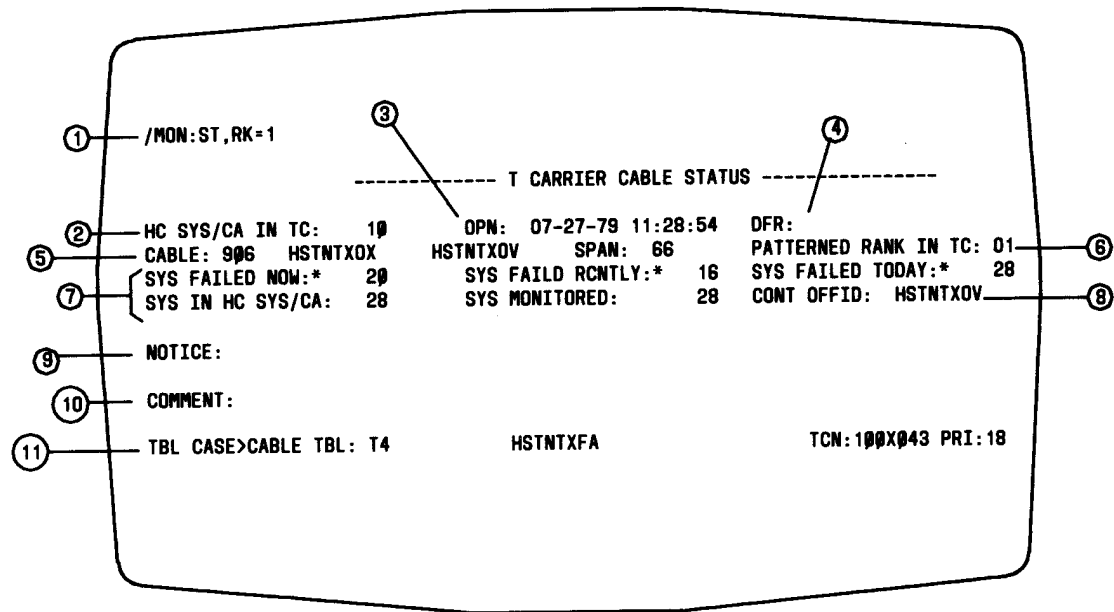 ③ ④
① /MON:ST,RK=1
------------- T CARRIER CABLE STATUS ----------------
② HC SYS/CA IN TC: 10 OPN: 07-27-79 11:28:54 DFR:
⑤ CABLE: 906 HSTNTXOX HSTNTXOV SPAN: 66 PATTERNED RANK IN TC: 01 ⑥
⑦ SYS FAILED NOW:* 20 SYS FAILD RCNTLY:* 16 SYS FAILED TODAY:* 28
SYS IN HC SYS/CA: 28 SYS MONITORED: 28 CONT OFFID: HSTNTXOV ⑧
⑨ NOTICE:
⑩ COMMENT:
⑪ TBL CASE>CABLE TBL: T4 HSTNTXFA TCN:100X043 PRI:18